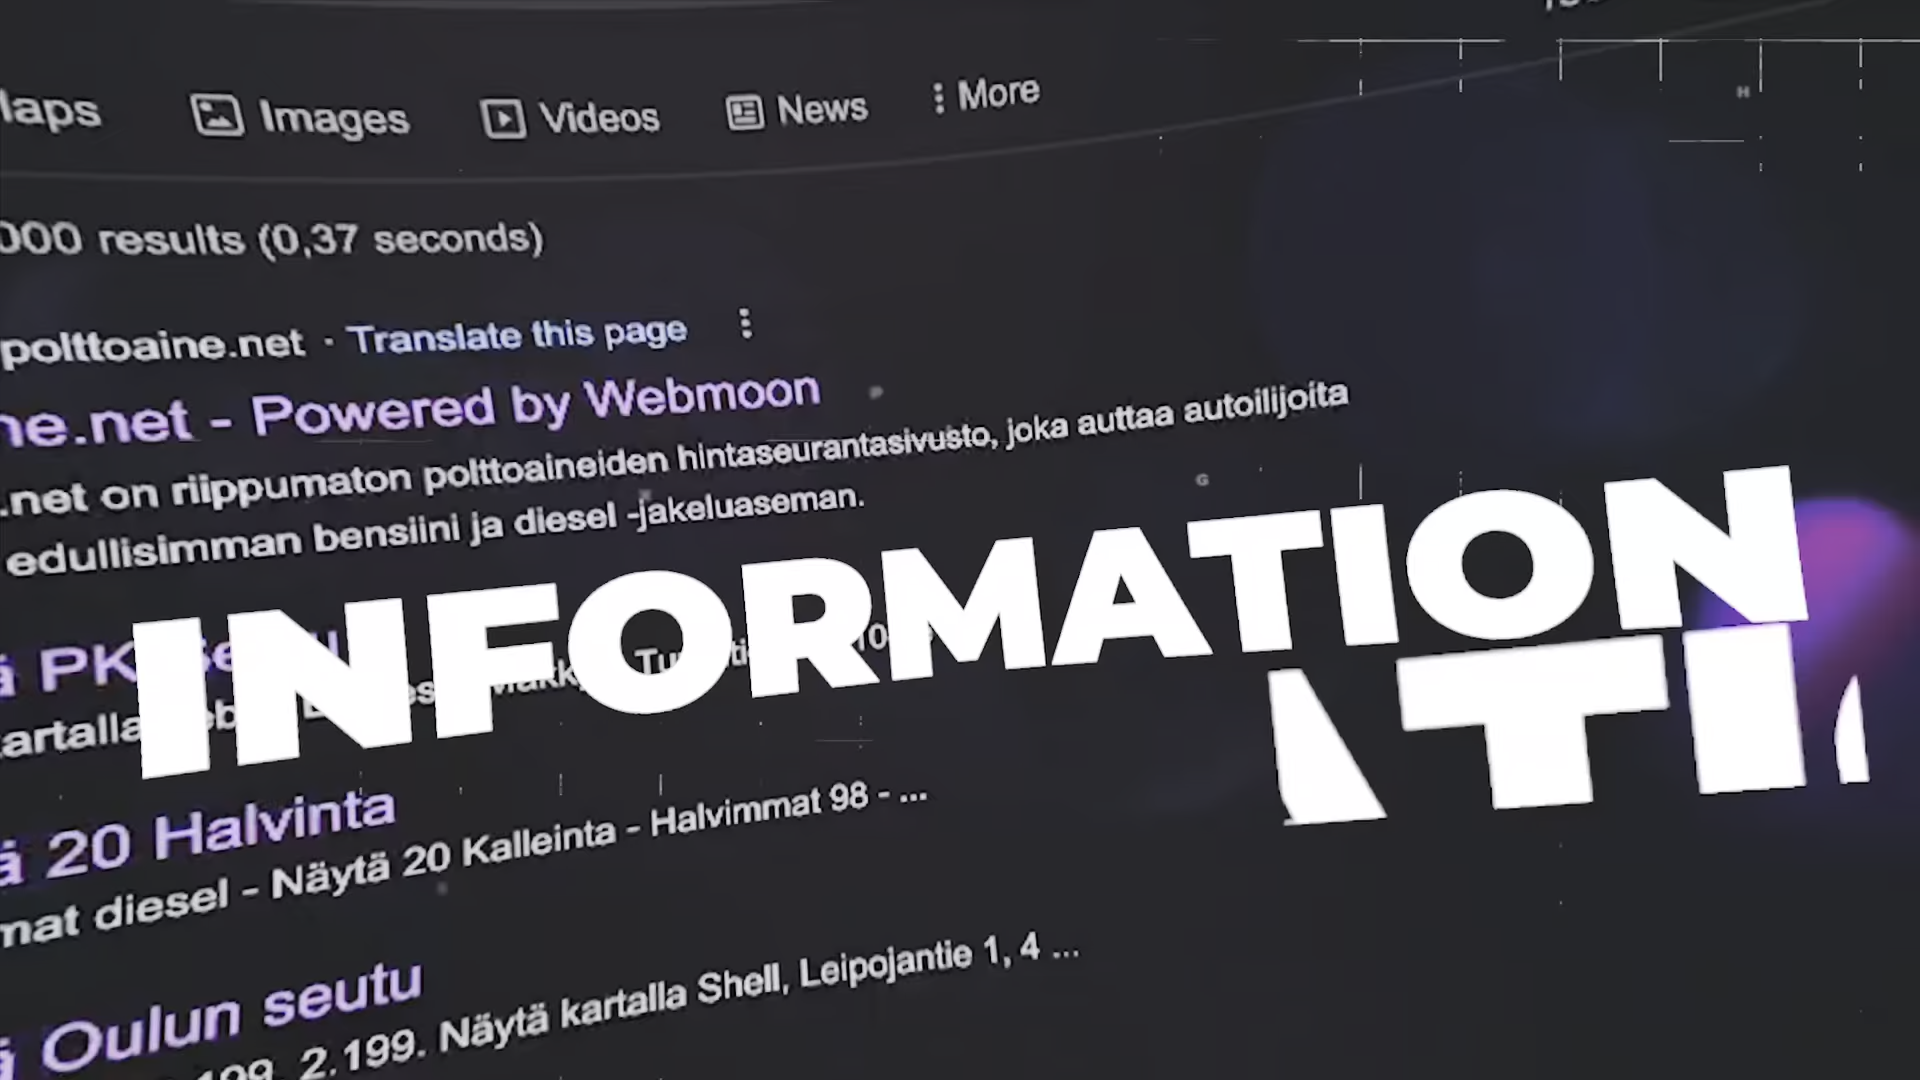 Images Videos News More
000 results (0,37 seconds)
polttoaine.net · Translate this page
ne.net - Powered by Webmoon
.net on riippumaton polttoaineiden hintaseurantasivusto, joka auttaa autoilijoita
edullisimman bensiini ja diesel -jakeluaseman.
INFORMATION
ä PK
ä 20 Halvinta
mat diesel - Näytä 20 Kalleinta - Halvimmat 98 - ...
ä Oulun seutu
199. 2.199. Näytä kartalla Shell, Leipojantie 1, 4 ...